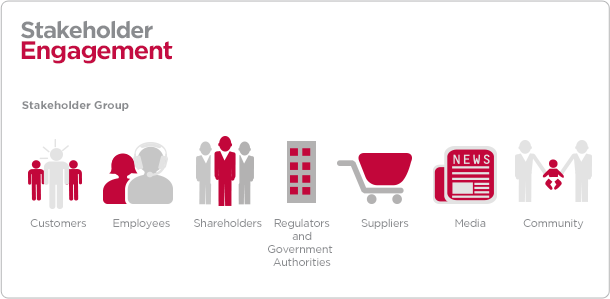 Stakeholder
Engagement
Stakeholder Group
NEWS
Customers
Employees
Shareholders
Regulators
and
Government
Authorities
Suppliers
Media
Community